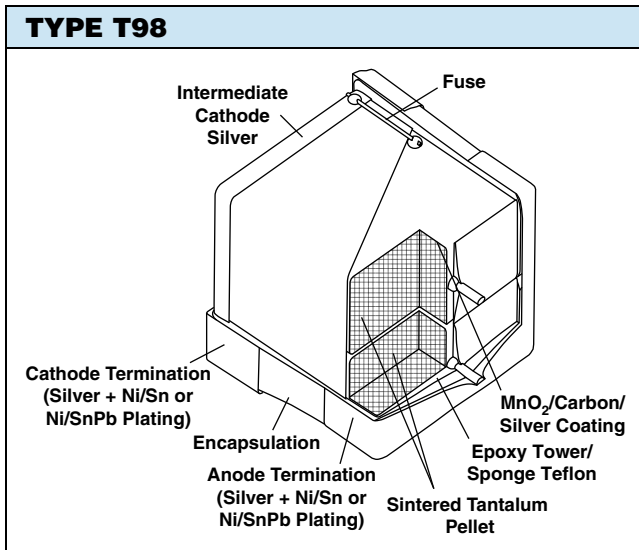 TYPE T98
Intermediate
Cathode
Silver
Fuse
Cathode Termination
(Silver + Ni/Sn or
Ni/SnPb Plating)
Encapsulation
Anode Termination
(Silver + Ni/Sn or
Ni/SnPb Plating)
MnO₂/Carbon/
Silver Coating
Epoxy Tower/
Sponge Teflon
Sintered Tantalum
Pellet